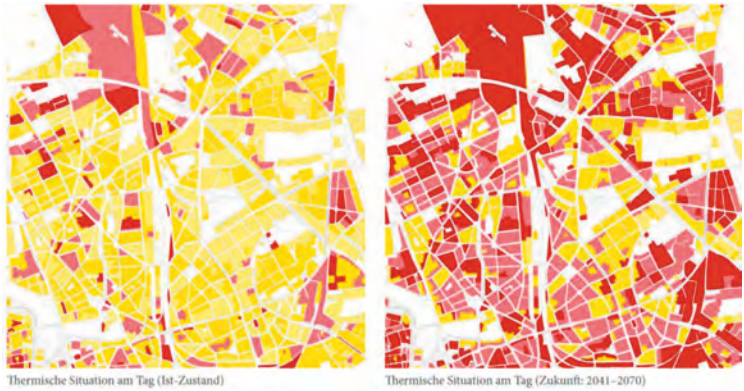 Thermische Situation am Tag (Ist-Zustand)
Thermische Situation am Tag (Zukunft: 2041–2070)